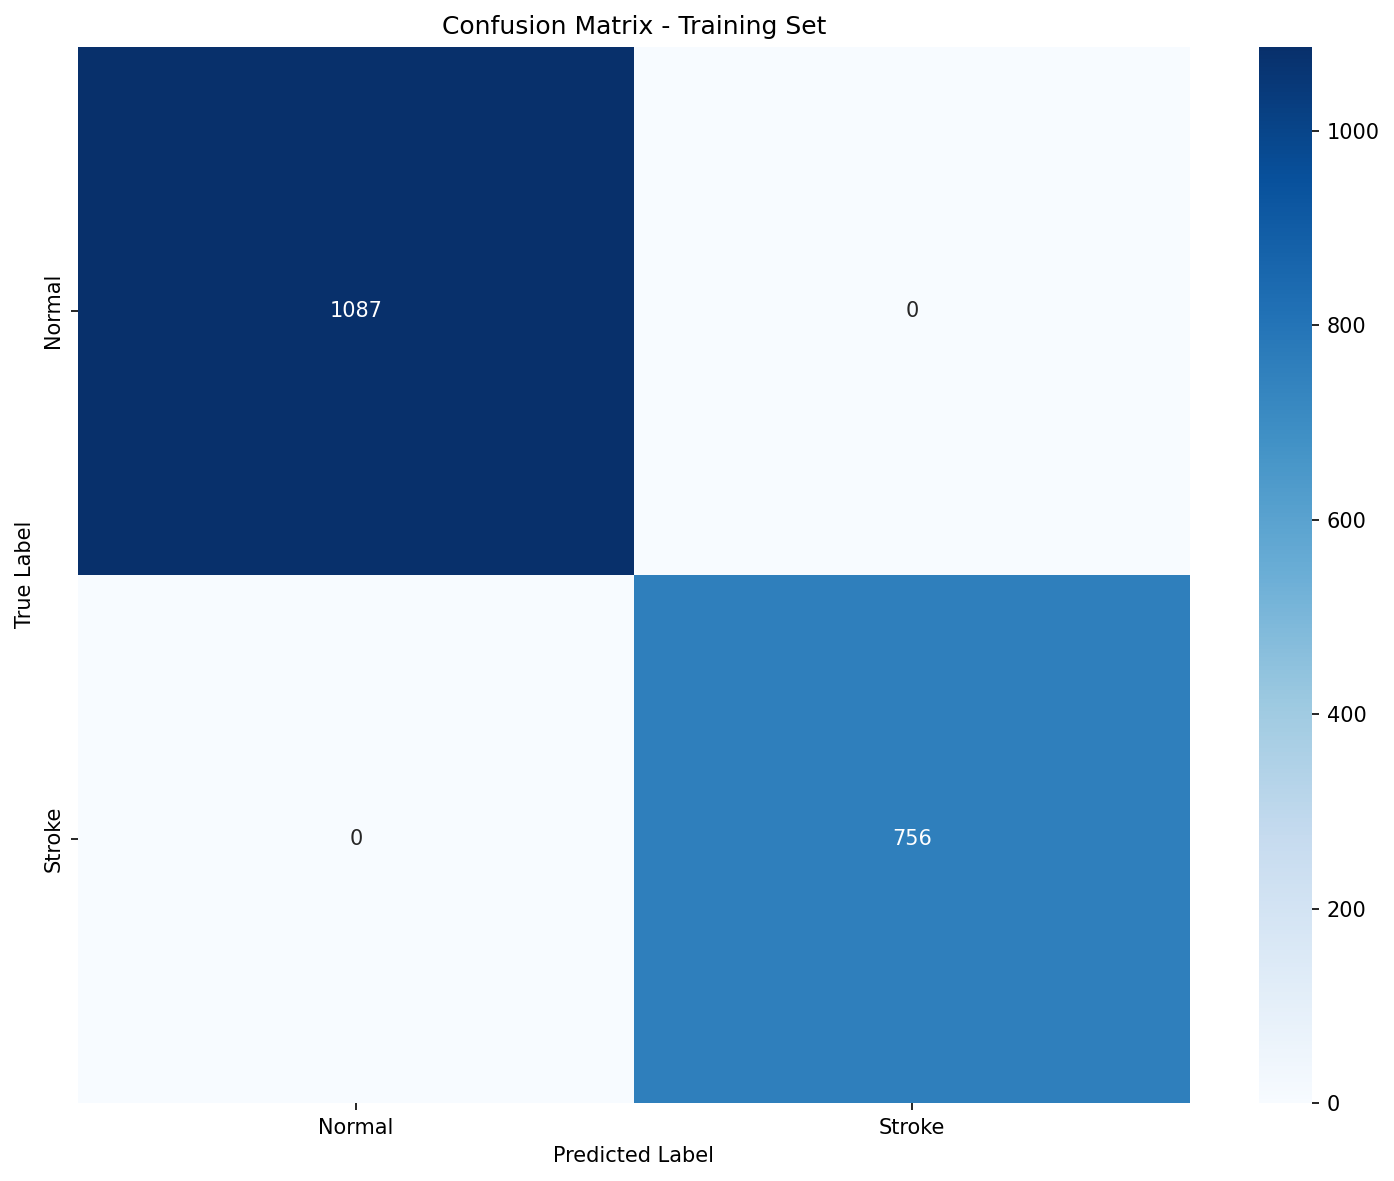 Confusion Matrix - Training Set
True Label
Normal
Stroke
1087
0
0
756
Normal
Stroke
Predicted Label
1000
800
600
400
200
0